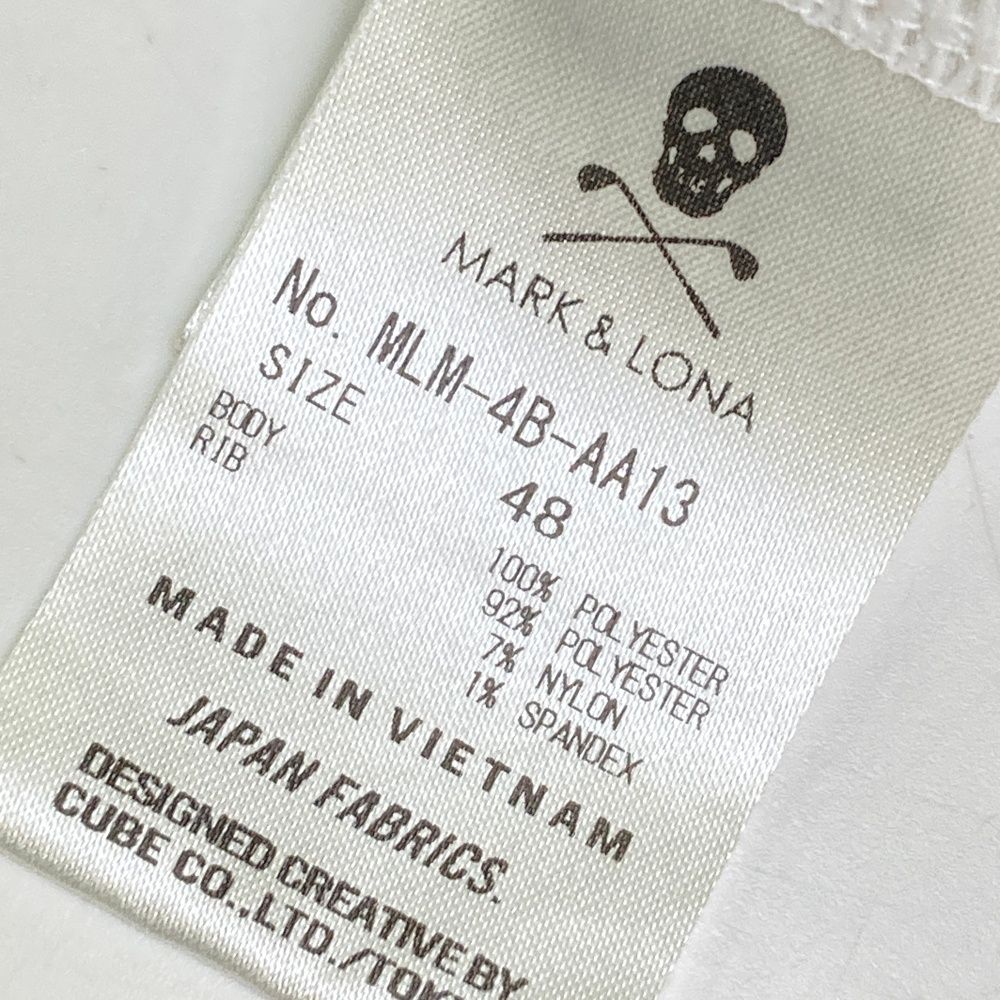 MARK & LONA
No. MLM-4B-AA13
SIZE 48
BODY 100% POLYESTER
RIB 92% POLYESTER
7% NYLON
1% SPANDEX
MADE IN VIETNAM
JAPAN FABRICS.
DESIGNED CREATIVE BY
CUBE CO.,LTD./